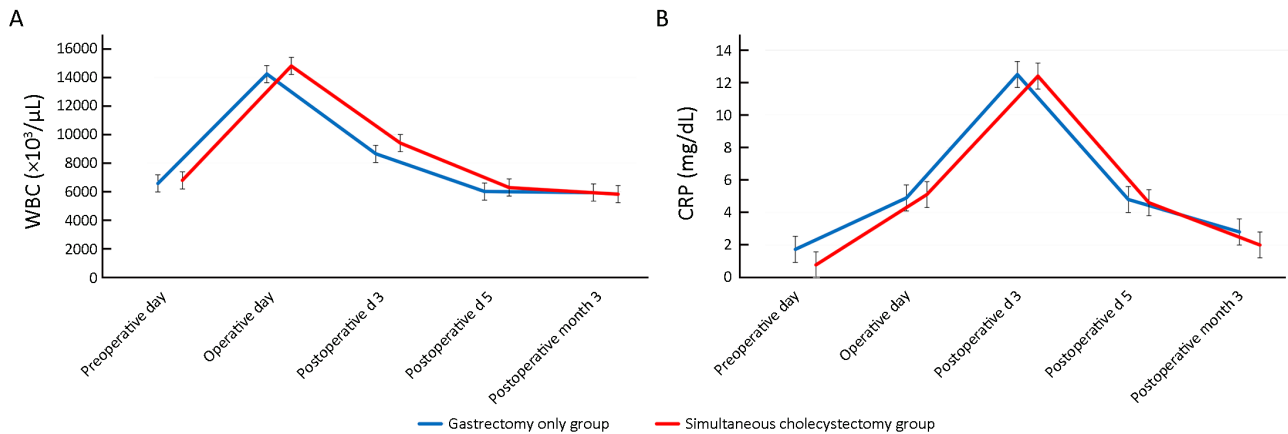 A
WBC (×10³/µL)
16000
14000
12000
10000
8000
6000
4000
2000
0
Preoperative day
Operative day
Postoperative d 3
Postoperative d 5
Postoperative month 3
B
CRP (mg/dL)
14
12
10
8
6
4
2
0
Preoperative day
Operative day
Postoperative d 3
Postoperative d 5
Postoperative month 3
Gastrectomy only group
Simultaneous cholecystectomy group